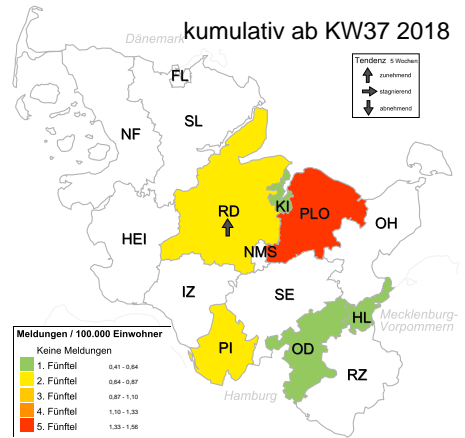 kumulativ ab KW37 2018
Dänemark
Tendenz 5 Wochen
zunehmend
stagnierend
abnehmend
FL
SL
NF
RD
KI
PLO
OH
HEI
NMS
IZ
SE
HL
Mecklenburg-
Vorpommern
PI
OD
RZ
Hamburg
Meldungen / 100.000 Einwohner
Keine Meldungen
1. Fünftel 0,41 - 0,64
2. Fünftel 0,64 - 0,87
3. Fünftel 0,87 - 1,10
4. Fünftel 1,10 - 1,33
5. Fünftel 1,33 - 1,56